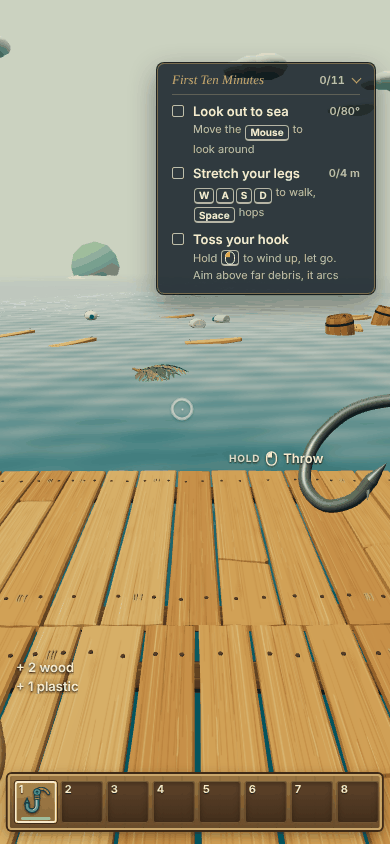 First Ten Minutes 0/11
Look out to sea 0/80°
Move the Mouse to
look around
Stretch your legs 0/4 m
W A S D to walk,
Space hops
Toss your hook
Hold to wind up, let go.
Aim above far debris, it arcs
HOLD Throw
+ 2 wood
+ 1 plastic
1 2 3 4 5 6 7 8